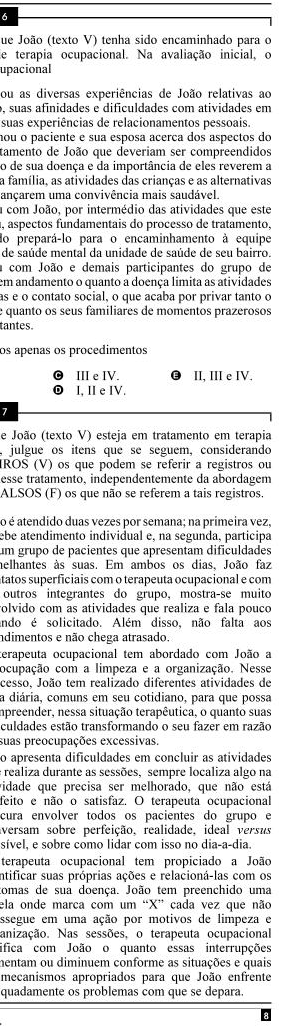 6
ue João (texto V) tenha sido encaminhado para o
e terapia ocupacional. Na avaliação inicial, o
upacional
ou as diversas experiências de João relativas ao
, suas afinidades e dificuldades com atividades em
suas experiências de relacionamentos pessoais.
nou o paciente e sua esposa acerca dos aspectos do
tamento de João que deveriam ser compreendidos
o de sua doença e da importância de eles reverem a
a família, as atividades das crianças e as alternativas
ançarem uma convivência mais saudável.
u com João, por intermédio das atividades que este
, aspectos fundamentais do processo de tratamento,
do prepará-lo para o encaminhamento à equipe
de saúde mental da unidade de saúde de seu bairro.
u com João e demais participantes do grupo de
em andamento o quanto a doença limita as atividades
as e o contato social, o que acaba por privar tanto o
e quanto os seus familiares de momentos prazerosos
tantes.
os apenas os procedimentos
C III e IV. E II, III e IV.
D I, II e IV.
7
e João (texto V) esteja em tratamento em terapia
, julgue os itens que se seguem, considerando
IROS (V) os que podem se referir a registros ou
esse tratamento, independentemente da abordagem
ALSOS (F) os que não se referem a tais registros.
o é atendido duas vezes por semana; na primeira vez,
ebe atendimento individual e, na segunda, participa
um grupo de pacientes que apresentam dificuldades
nelhantes às suas. Em ambos os dias, João faz
tatos superficiais com o terapeuta ocupacional e com
outros integrantes do grupo, mostra-se muito
volvido com as atividades que realiza e fala pouco
ndo é solicitado. Além disso, não falta aos
ndimentos e não chega atrasado.
terapeuta ocupacional tem abordado com João a
ocupação com a limpeza e a organização. Nesse
cesso, João tem realizado diferentes atividades de
a diária, comuns em seu cotidiano, para que possa
npreender, nessa situação terapêutica, o quanto suas
culdades estão transformando o seu fazer em razão
suas preocupações excessivas.
o apresenta dificuldades em concluir as atividades
realiza durante as sessões, sempre localiza algo na
vidade que precisa ser melhorado, que não está
feito e não o satisfaz. O terapeuta ocupacional
cura envolver todos os pacientes do grupo e
versam sobre perfeição, realidade, ideal versus
sível, e sobre como lidar com isso no dia-a-dia.
terapeuta ocupacional tem propiciado a João
ntificar suas próprias ações e relacioná-las com os
tomas de sua doença. João tem preenchido uma
ela onde marca com um “X” cada vez que não
ssegue em uma ação por motivos de limpeza e
anização. Nas sessões, o terapeuta ocupacional
ifica com João o quanto essas interrupções
nentam ou diminuem conforme as situações e quais
mecanismos apropriados para que João enfrente
quadamente os problemas com que se depara.
8